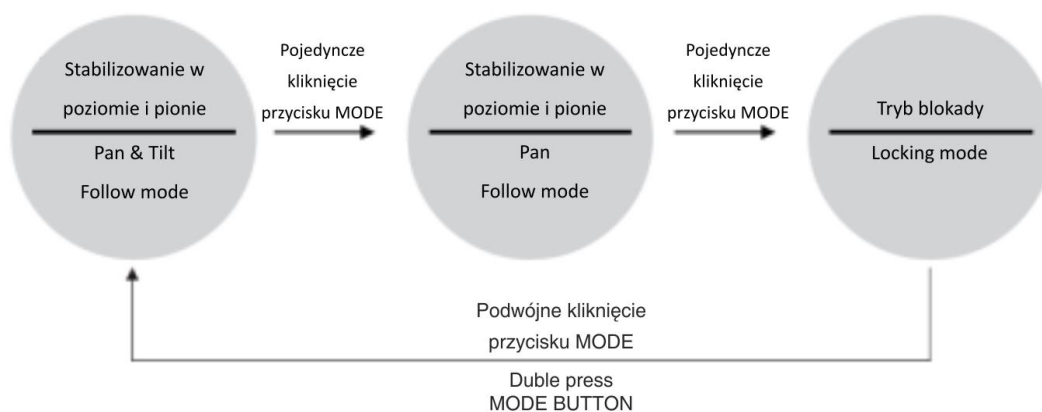 Stabilizowanie w
poziomie i pionie
Pan & Tilt
Follow mode
Pojedyncze
kliknięcie
przycisku MODE
Stabilizowanie w
poziomie i pionie
Pan
Follow mode
Pojedyncze
kliknięcie
przycisku MODE
Tryb blokady
Locking mode
Podwójne kliknięcie
przycisku MODE
Duble press
MODE BUTTON